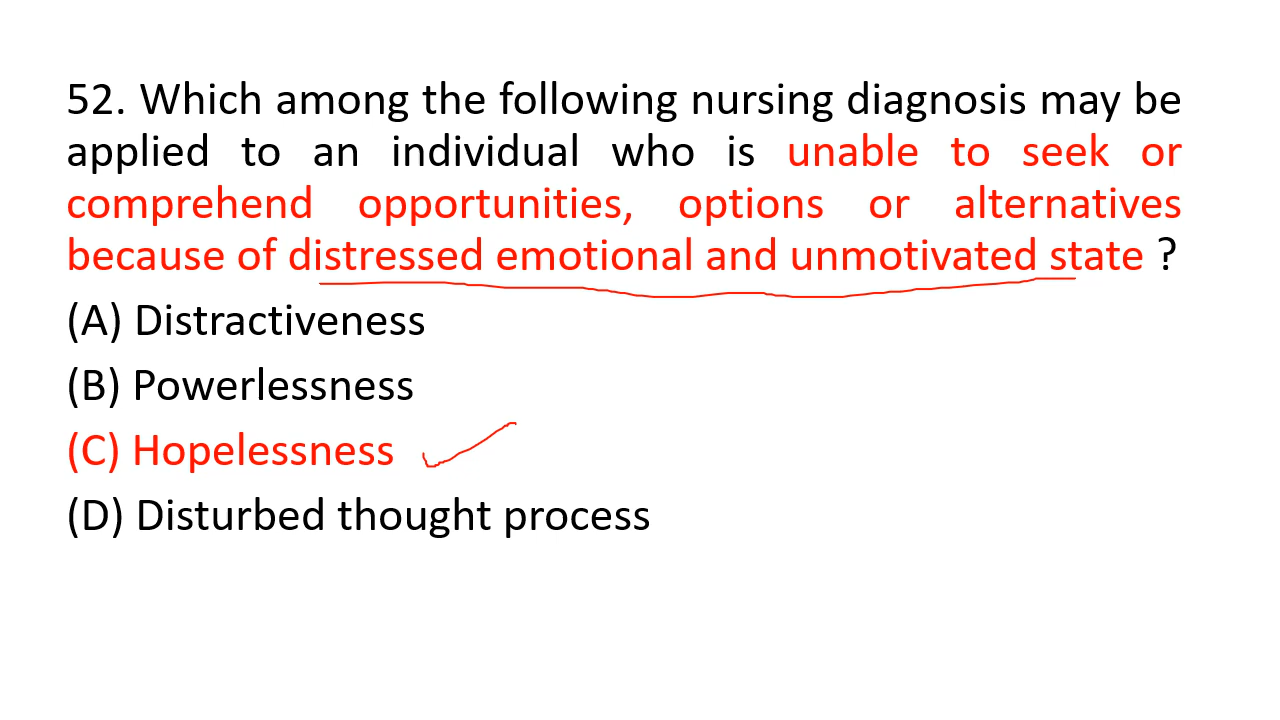 52. Which among the following nursing diagnosis may be
applied to an individual who is unable to seek or
comprehend opportunities, options or alternatives
because of distressed emotional and unmotivated state ?
(A) Distractiveness
(B) Powerlessness
(C) Hopelessness
(D) Disturbed thought process